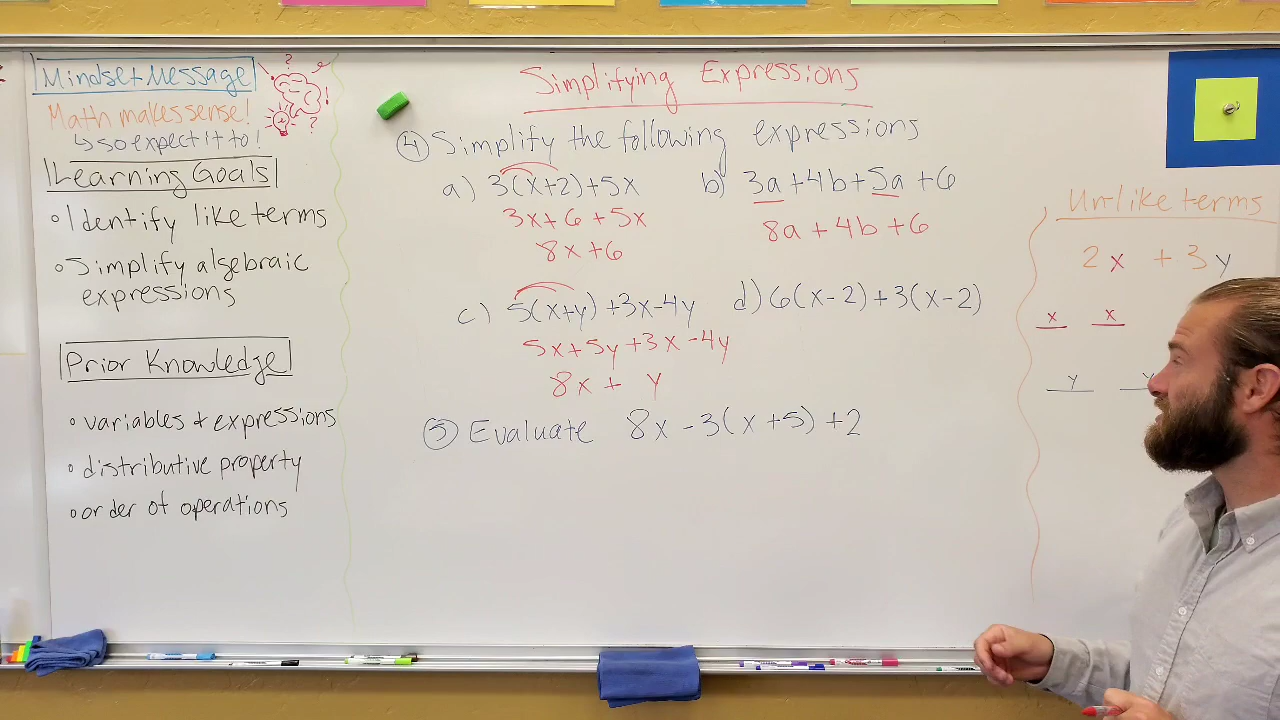 Mindset Message
Math makes sense!
↳ so expect it to!
Learning Goals
• Identify like terms
• Simplify algebraic
expressions
Prior Knowledge
• variables + expressions
• distributive property
• order of operations
Simplifying Expressions
④ Simplify the following expressions
a) 3(x+2)+5x
3x+6+5x
8x+6
b) 3a+4b+5a+6
8a+4b+6
c) 5(x+y)+3x-4y
5x+5y+3x-4y
8x + y
d) 6(x-2)+3(x-2)
⑤ Evaluate 8x-3(x+5)+2
Unlike terms
2x + 3y
x x
y y